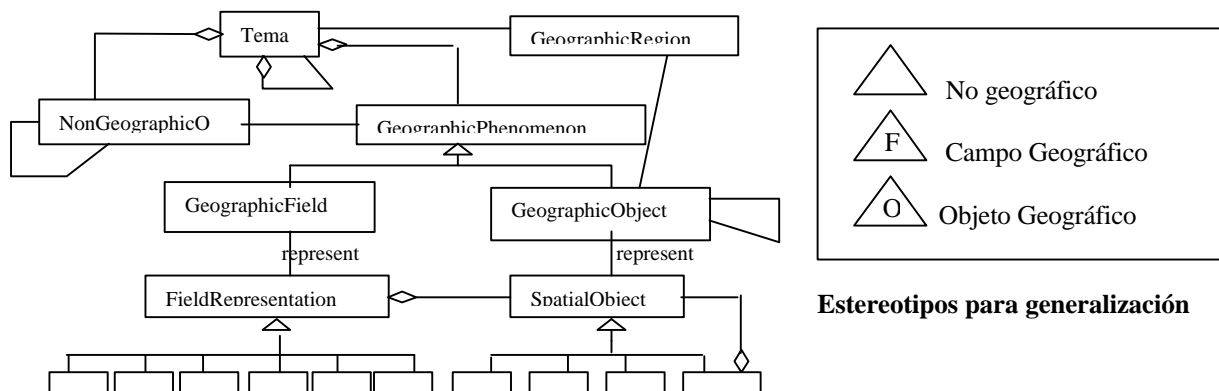 Tema
GeographicRegion
No geográfico
NonGeographicO
GeographicPhenomenon
F Campo Geográfico
GeographicField
GeographicObject
O Objeto Geográfico
represent
represent
FieldRepresentation
SpatialObject
Estereotipos para generalización